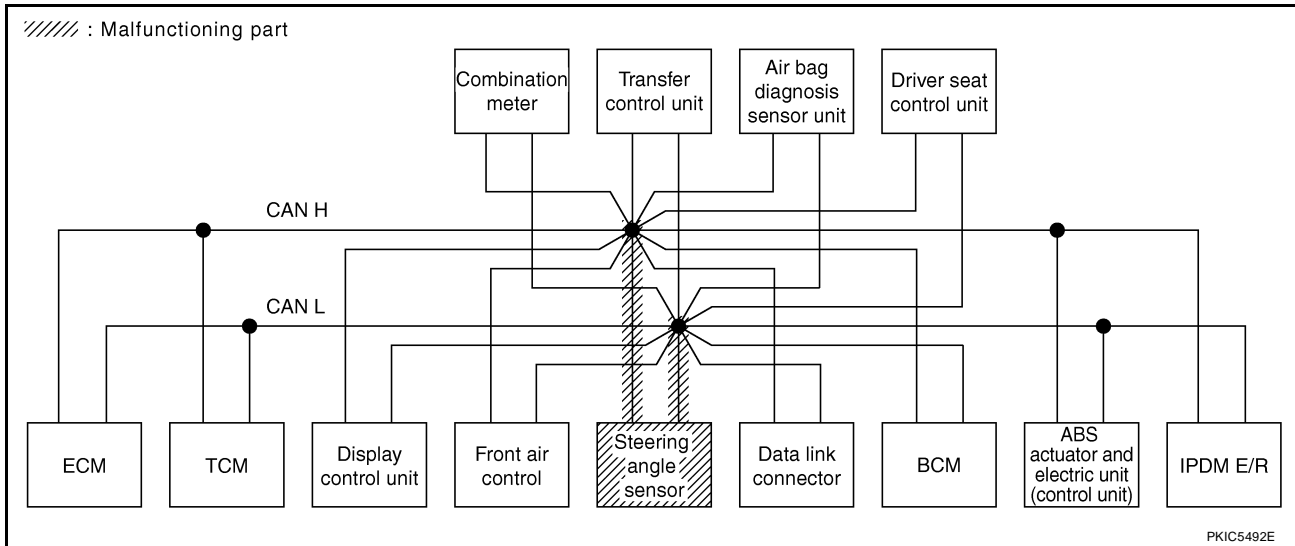 : Malfunctioning part
Combination
meter
Transfer
control unit
Air bag
diagnosis
sensor unit
Driver seat
control unit
CAN H
CAN L
ECM
TCM
Display
control unit
Front air
control
Steering
angle
sensor
Data link
connector
BCM
ABS
actuator and
electric unit
(control unit)
IPDM E/R
PKIC5492E